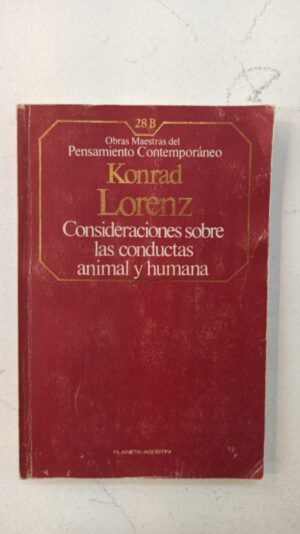 28 B
Obras Maestras del
Pensamiento Contemporáneo
Konrad
Lorenz
Consideraciones sobre
las conductas
animal y humana
PLANETA-AGOSTINI